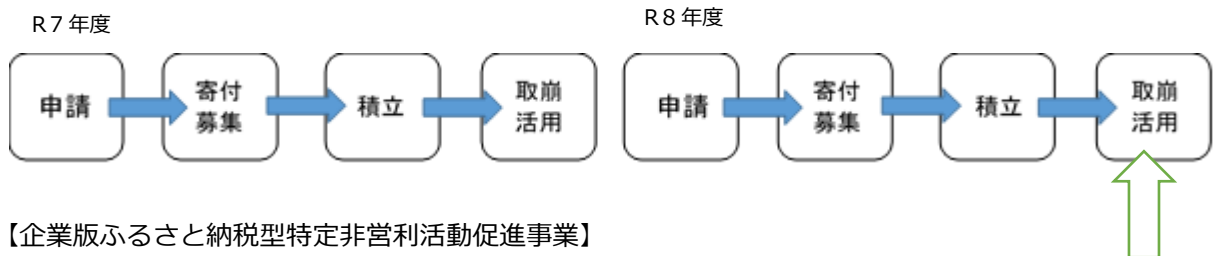 R7年度
R8年度
申請
寄付
募集
積立
取崩
活用
申請
寄付
募集
積立
取崩
活用
【企業版ふるさと納税型特定非営利活動促進事業】